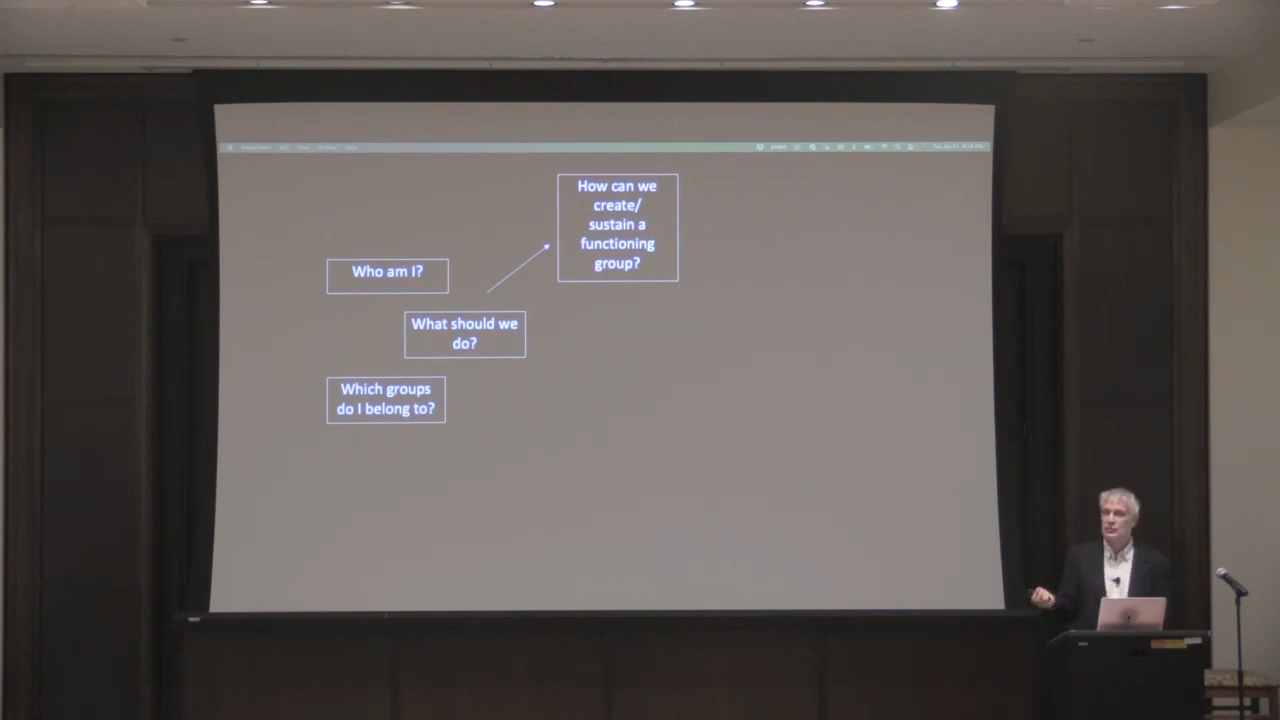 Who am I?
What should we
do?
Which groups
do I belong to?
How can we
create/
sustain a
functioning
group?